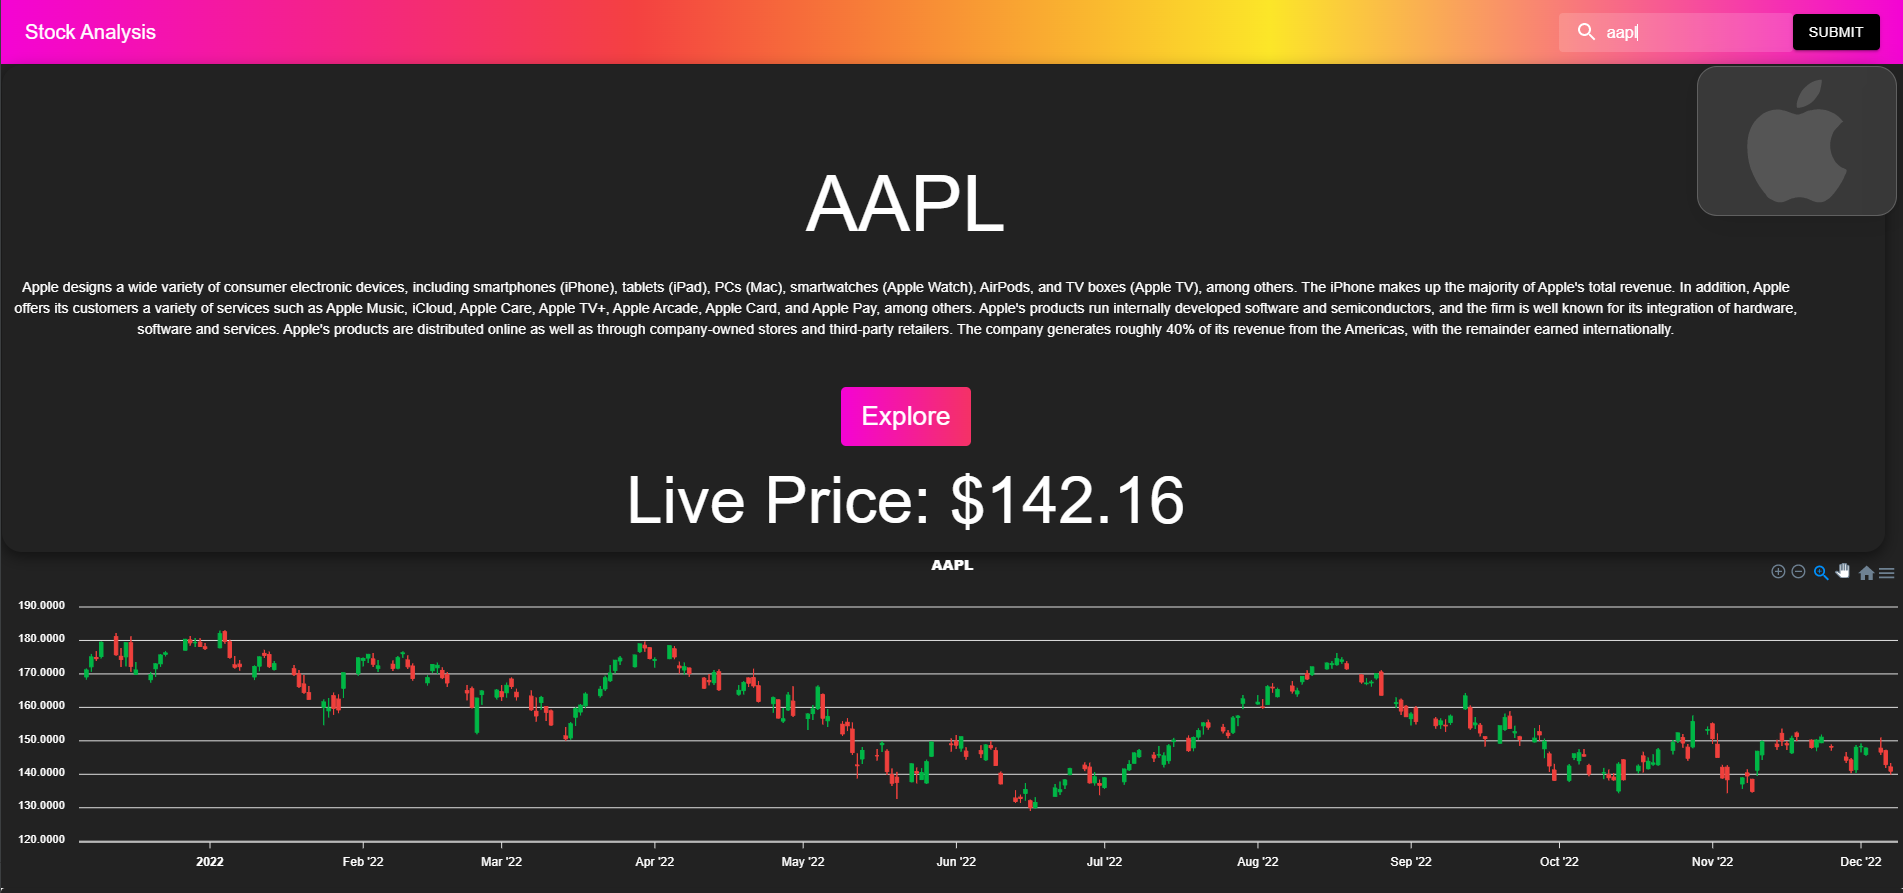 Stock Analysis
aapl
SUBMIT
AAPL
Apple designs a wide variety of consumer electronic devices, including smartphones (iPhone), tablets (iPad), PCs (Mac), smartwatches (Apple Watch), AirPods, and TV boxes (Apple TV), among others. The iPhone makes up the majority of Apple's total revenue. In addition, Apple
offers its customers a variety of services such as Apple Music, iCloud, Apple Care, Apple TV+, Apple Arcade, Apple Card, and Apple Pay, among others. Apple's products run internally developed software and semiconductors, and the firm is well known for its integration of hardware,
software and services. Apple's products are distributed online as well as through company-owned stores and third-party retailers. The company generates roughly 40% of its revenue from the Americas, with the remainder earned internationally.
Explore
Live Price: $142.16
AAPL
190.0000
180.0000
170.0000
160.0000
150.0000
140.0000
130.0000
120.0000
2022 Feb '22 Mar '22 Apr '22 May '22 Jun '22 Jul '22 Aug '22 Sep '22 Oct '22 Nov '22 Dec '22